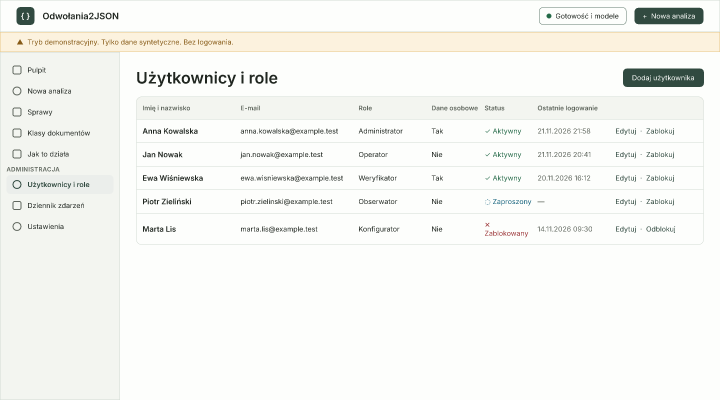 { } Odwołania2JSON
Gotowość i modele
+ Nowa analiza
▲ Tryb demonstracyjny. Tylko dane syntetyczne. Bez logowania.
Pulpit
Nowa analiza
Sprawy
Klasy dokumentów
Jak to działa
ADMINISTRACJA
Użytkownicy i role
Dziennik zdarzeń
Ustawienia
Użytkownicy i role
Dodaj użytkownika
Imię i nazwisko E-mail Role Dane osobowe Status Ostatnie logowanie
Anna Kowalska anna.kowalska@example.test Administrator Tak ✓ Aktywny 21.11.2026 21:58 Edytuj · Zablokuj
Jan Nowak jan.nowak@example.test Operator Nie ✓ Aktywny 21.11.2026 20:41 Edytuj · Zablokuj
Ewa Wiśniewska ewa.wisniewska@example.test Weryfikator Tak ✓ Aktywny 20.11.2026 16:12 Edytuj · Zablokuj
Piotr Zieliński piotr.zielinski@example.test Obserwator Nie ◌ Zaproszony — Edytuj · Zablokuj
Marta Lis marta.lis@example.test Konfigurator Nie × Zablokowany 14.11.2026 09:30 Edytuj · Odblokuj